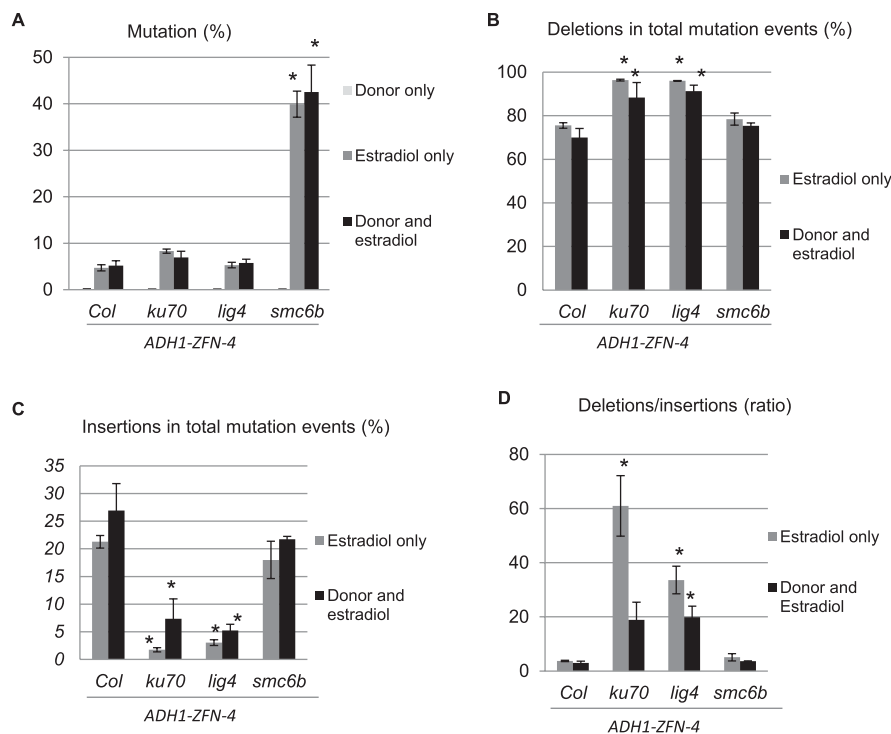 A
Mutation (%)
50
40
30
20
10
0
*
*
Donor only
Estradiol only
Donor and
estradiol
Col ku70 lig4 smc6b
ADH1-ZFN-4
B
Deletions in total mutation events (%)
100
80
60
40
20
0
* * * *
Estradiol only
Donor and
estradiol
Col ku70 lig4 smc6b
ADH1-ZFN-4
C
Insertions in total mutation events (%)
35
30
25
20
15
10
5
0
* * * *
Estradiol only
Donor and
estradiol
Col ku70 lig4 smc6b
ADH1-ZFN-4
D
Deletions/insertions (ratio)
80
60
40
20
0
* * *
Estradiol only
Donor and
Estradiol
Col ku70 lig4 smc6b
ADH1-ZFN-4